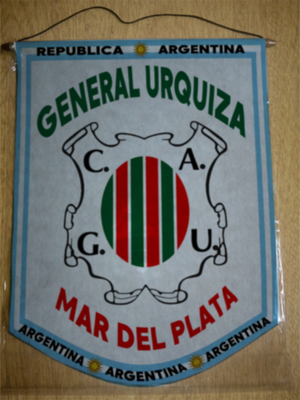 REPUBLICA ARGENTINA
GENERAL URQUIZA
C. A.
G. U.
MAR DEL PLATA
ARGENTINA ARGENTINA ARGENTINA